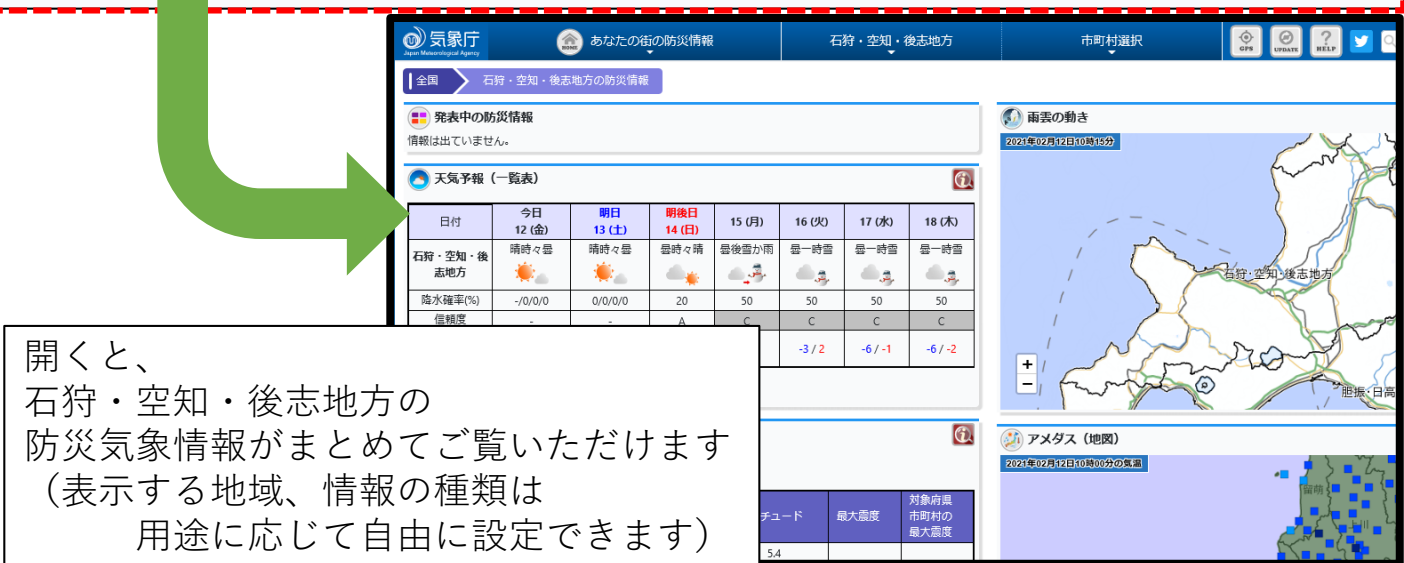 気象庁
Japan Meteorological Agency
HOME
あなたの街の防災情報
石狩・空知・後志地方
市町村選択
GPS
UPDATE
?
HELP
全国
石狩・空知・後志地方の防災情報
発表中の防災情報
情報は出ていません。
天気予報（一覧表）
日付 今日 12 (金) 明日 13 (土) 明後日 14 (日) 15 (月) 16 (火) 17 (水) 18 (木)
石狩・空知・後志地方 晴時々曇 晴時々曇 曇時々晴 曇後雪か雨 曇一時雪 曇一時雪 曇一時雪
降水確率(%) -/0/0/0 0/0/0/0 20 50 50 50 50
信頼度 - - A C C C C
-3 / 2 -6 / -1 -6 / -2
チュード 最大震度 対象府県市町村の最大震度
5.4
雨雲の動き
2021年02月12日10時15分
石狩・空知・後志地方
胆振・日高
+
−
アメダス（地図）
2021年02月12日10時00分の気温
留萌
上川
開くと、
石狩・空知・後志地方の
防災気象情報がまとめてご覧いただけます
（表示する地域、情報の種類は
用途に応じて自由に設定できます）